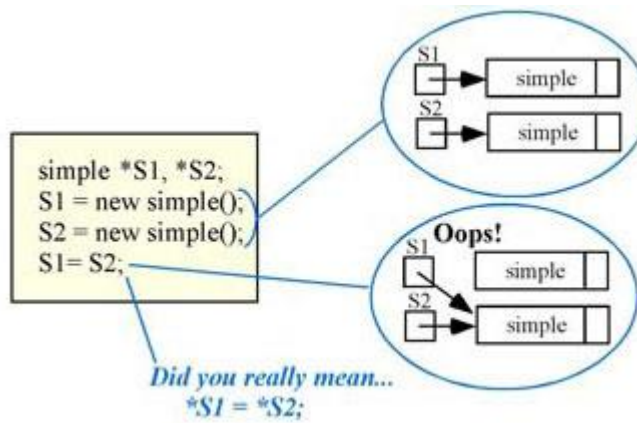 simple *S1, *S2;
S1 = new simple();
S2 = new simple();
S1= S2;
Did you really mean...
*S1 = *S2;
S1
simple
S2
simple
Oops!
S1
simple
S2
simple